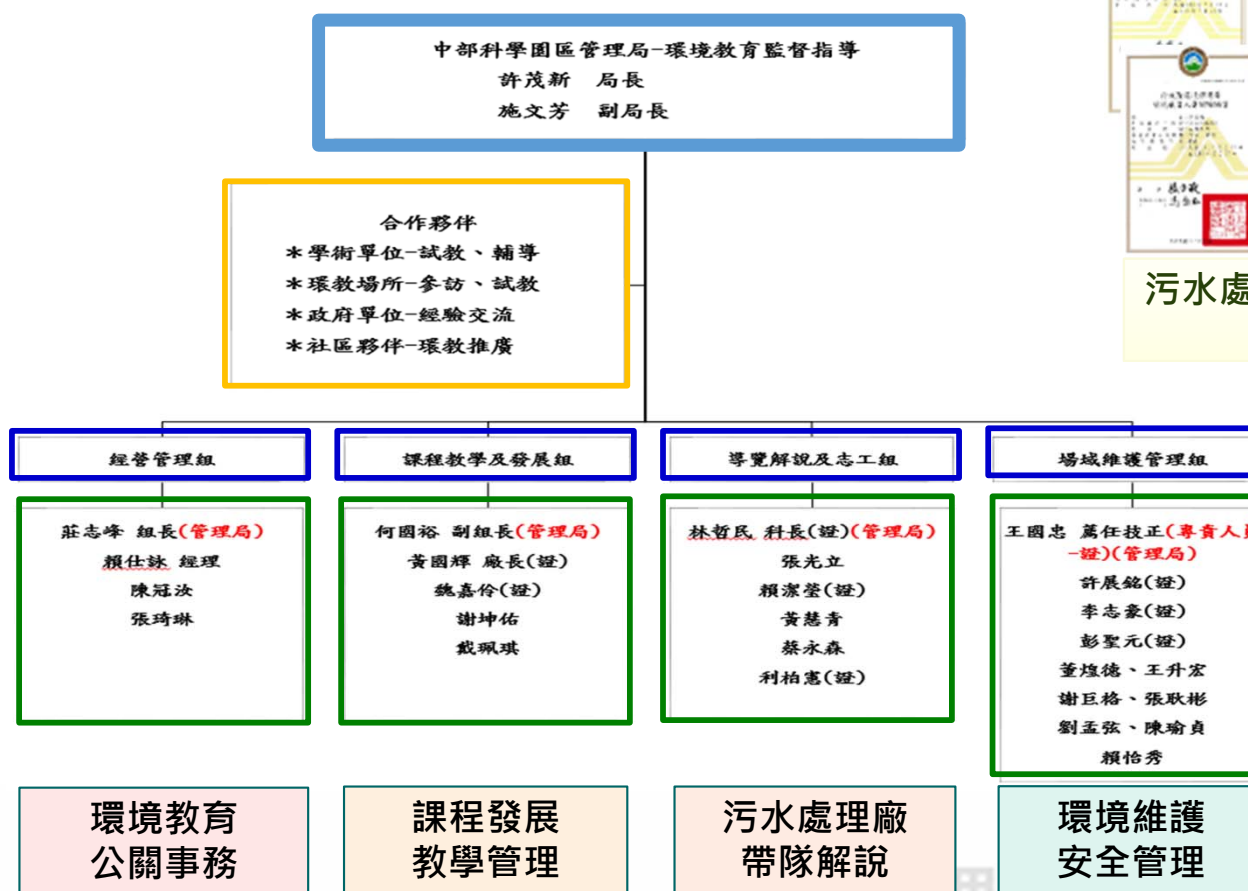 中部科學園區管理局-環境教育監督指導
許茂新 局長
施文芳 副局長
合作夥伴
＊學術單位-試教、輔導
＊環教場所-參訪、試教
＊政府單位-經驗交流
＊社區夥伴-環教推廣
污水處
經營管理組
莊志峰 組長(管理局)
賴仕詠 經理
陳冠汝
張琦琳
環境教育
公關事務
課程教學及發展組
何國裕 副組長(管理局)
黃國輝 廠長(證)
魏嘉伶(證)
謝坤佑
戴珮琪
課程發展
教學管理
導覽解說及志工組
林哲民 科長(證)(管理局)
張光立
賴潔瑩(證)
黃慧青
蔡永森
利柏憲(證)
污水處理廠
帶隊解說
場域維護管理組
王國忠 薦任技正(專責人員
-證)(管理局)
許展銘(證)
李志豪(證)
彭聖元(證)
董煌德、王升宏
謝巨格、張耿彬
劉孟弦、陳瑜貞
賴怡秀
環境維護
安全管理